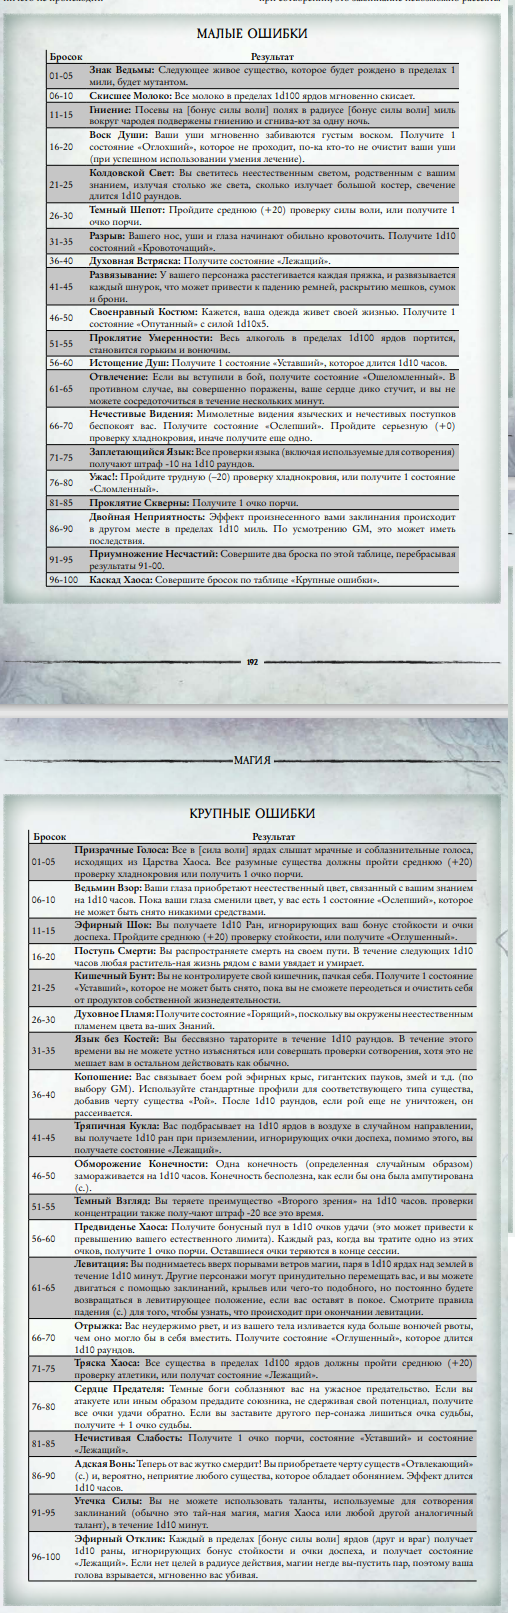 МАЛЫЕ ОШИБКИ
Бросок Результат
01-05 Знак Ведьмы: Следующее живое существо, которое будет рождено в пределах 1
мили, будет мутантом.
06-10 Скисшее Молоко: Все молоко в пределах 1d100 ярдов мгновенно скисает.
11-15 Гниение: Посевы на [бонус силы воли] полях в радиусе [бонус силы воли] миль
вокруг чародея подвержены гниению и сгнива-ют за одну ночь.
16-20 Воск Души: Ваши уши мгновенно забиваются густым воском. Получите 1
состояние «Оглохший», которое не проходит, по-ка кто-то не очистит ваши уши
(при успешном использовании умения лечение).
21-25 Колдовской Свет: Вы светитесь неестественным светом, родственным с вашим
знанием, излучая столько же света, сколько излучает большой костер, свечение
длится 1d10 раундов.
26-30 Темный Шепот: Пройдите среднюю (+20) проверку силы воли, или получите 1
очко порчи.
31-35 Разрыв: Вашего нос, уши и глаза начинают обильно кровоточить. Получите 1d10
состояний «Кровоточащий».
36-40 Духовная Встряска: Получите состояние «Лежащий».
41-45 Развязывание: У вашего персонажа расстегивается каждая пряжка, и развязывается
каждый шнурок, что может привести к падению ремней, раскрытию мешков, сумок
и брони.
46-50 Своенравный Костюм: Кажется, ваша одежда живет своей жизнью. Получите 1
состояние «Опутанный» с силой 1d10x5.
51-55 Проклятие Умеренности: Весь алкоголь в пределах 1d100 ярдов портится,
становится горьким и вонючим.
56-60 Истощение Душ: Получите 1 состояние «Уставший», которое длится 1d10 часов.
61-65 Отвлечение: Если вы вступили в бой, получите состояние «Ошеломленный». В
противном случае, вы совершенно поражены, ваше сердце дико стучит, и вы не
можете сосредоточиться в течение нескольких минут.
66-70 Нечестивые Видения: Мимолетные видения языческих и нечестивых поступков
беспокоят вас. Получите состояние «Ослепший». Пройдите серьезную (+0)
проверку хладнокровия, иначе получите еще одно.
71-75 Заплетающийся Язык: Все проверки языка (включая используемые для сотворения)
получают штраф -10 на 1d10 раундов.
76-80 Ужас!: Пройдите трудную (–20) проверку хладнокровия, или получите 1 состояние
«Сломленный».
81-85 Проклятие Скверны: Получите 1 очко порчи.
86-90 Двойная Неприятность: Эффект произнесенного вами заклинания происходит
в другом месте в пределах 1d10 миль. По усмотрению GM, это может иметь
последствия.
91-95 Приумножение Несчастий: Совершите два броска по этой таблице, перебрасывая
результаты 91-00.
96-100 Каскад Хаоса: Совершите бросок по таблице «Крупные ошибки».
192
МАГИЯ
КРУПНЫЕ ОШИБКИ
Бросок Результат
01-05 Призрачные Голоса: Все в [сила воли] ярдах слышат мрачные и соблазнительные голоса,
исходящих из Царства Хаоса. Все разумные существа должны пройти среднюю (+20)
проверку хладнокровия или получить 1 очко порчи.
06-10 Ведьмин Взор: Ваши глаза приобретают неестественный цвет, связанный с вашим знанием
на 1d10 часов. Пока ваши глаза сменили цвет, у вас есть 1 состояние «Ослепший», которое
не может быть снято никакими средствами.
11-15 Эфирный Шок: Вы получаете 1d10 Ран, игнорирующих ваш бонус стойкости и очки
доспеха. Пройдите среднюю (+20) проверку стойкости, или получите «Оглушенный».
16-20 Поступь Смерти: Вы распространяете смерть на своем пути. В течение следующих 1d10
часов любая раститель-ная жизнь рядом с вами увядает и умирает.
21-25 Кишечный Бунт: Вы не контролируете свой кишечник, пачкая себя. Получите 1 состояние
«Уставший», которое не может быть снято, пока вы не сможете переодеться и очистить себя
от продуктов собственной жизнедеятельности.
26-30 Духовное Пламя: Получите состояние «Горящий», поскольку вы окружены неестественным
пламенем цвета ва-ших Знаний.
31-35 Язык без Костей: Вы бессвязно тараторите в течение 1d10 раундов. В течение этого
времени вы не можете устно изъясняться или совершать проверки сотворения, хотя это не
мешает вам в остальном действовать как обычно.
36-40 Копошение: Вас связывает боем рой эфирных крыс, гигантских пауков, змей и т.д. (по
выбору GM). Используйте стандартные профили для соответствующего типа существа,
добавив черту существа «Рой». После 1d10 раундов, если рой еще не уничтожен, он
рассеивается.
41-45 Тряпичная Кукла: Вас подбрасывает на 1d10 ярдов в воздухе в случайном направлении,
вы получаете 1d10 ран при приземлении, игнорирующих очки доспеха, помимо этого, вы
получаете состояние «Лежащий».
46-50 Обморожение Конечности: Одна конечность (определенная случайным образом)
замораживается на 1d10 часов. Конечность бесполезна, как если бы она была ампутирована
(с.).
51-55 Темный Взгляд: Вы теряете преимущество «Второго зрения» на 1d10 часов. проверки
концентрации также полу-чают штраф -20 все это время.
56-60 Предвиденье Хаоса: Получите бонусный пул в 1d10 очков удачи (это может привести к
превышению вашего естественного лимита). Каждый раз, когда вы тратите одно из этих
очков, получите 1 очко порчи. Оставшиеся очки теряются в конце сессии.
61-65 Левитация: Вы поднимаетесь вверх порывами ветров магии, паря в 1d10 ярдах над землей в
течение 1d10 минут. Другие персонажи могут принудительно перемещать вас, и вы можете
двигаться с помощью заклинаний, крыльев или чего-то подобного, но постоянно будете
возвращаться в левитирующее положение, если вас оставят в покое. Смотрите правила
падения (с.) для того, чтобы узнать, что происходит при окончании левитации.
66-70 Отрыжка: Вас неудержимо рвет, и из вашего тела изливается куда больше вонючей рвоты,
чем оно могло бы в себя вместить. Получите состояние «Оглушенный», которое длится
1d10 раундов.
71-75 Тряска Хаоса: Все существа в пределах 1d100 ярдов должны пройти среднюю (+20)
проверку атлетики, или получат состояние «Лежащий».
76-80 Сердце Предателя: Темные боги соблазняют вас на ужасное предательство. Если вы
атакуете или иным образом предадите союзника, не сдерживая свой потенциал, получите
все очки удачи обратно. Если вы заставите другого пер-сонажа лишиться очка судьбы,
получите + 1 очко судьбы.
81-85 Нечистивая Слабость: Получите 1 очко порчи, состояние «Уставший» и состояние
«Лежащий».
86-90 Адская Вонь: Теперь от вас жутко смердит! Вы приобретаете черту существ «Отвлекающий»
(с.) и, вероятно, неприятие любого существа, которое обладает обонянием. Эффект длится
1d10 часов.
91-95 Утечка Силы: Вы не можете использовать таланты, используемые для сотворения
заклинаний (обычно это тай-ная магия, магия Хаоса или любой другой аналогичный
талант), в течение 1d10 минут.
96-100 Эфирный Отклик: Каждый в пределах [бонус силы воли] ярдов (друг и враг) получает
1d10 раны, игнорирующих бонус стойкости и очки доспеха, и получает состояние
«Лежащий». Если нет целей в радиусе действия, магии негде вы-пустить пар, поэтому ваша
голова взрывается, мгновенно вас убивая.